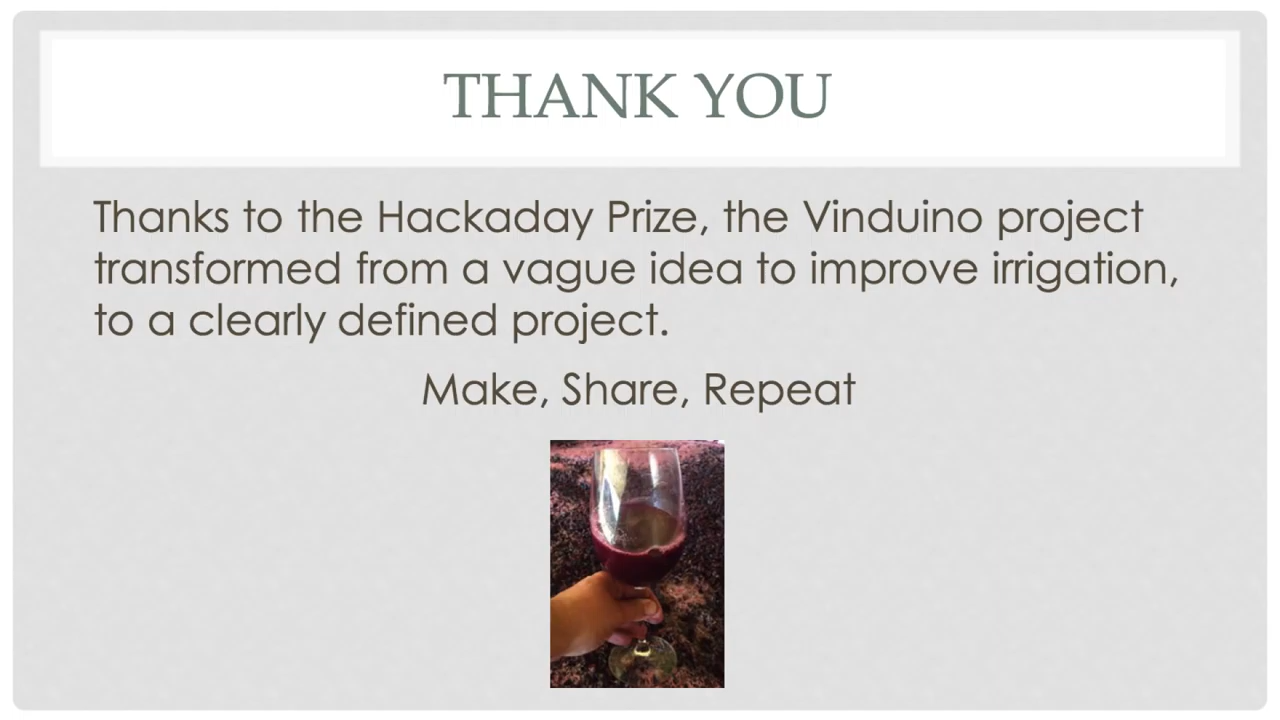 THANK YOU
Thanks to the Hackaday Prize, the Vinduino project
transformed from a vague idea to improve irrigation,
to a clearly defined project.
Make, Share, Repeat